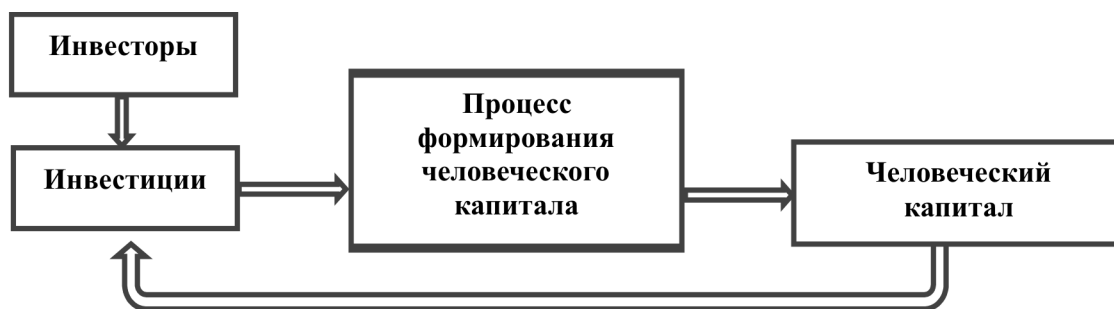 Инвесторы
Инвестиции
Процесс
формирования
человеческого
капитала
Человеческий
капитал